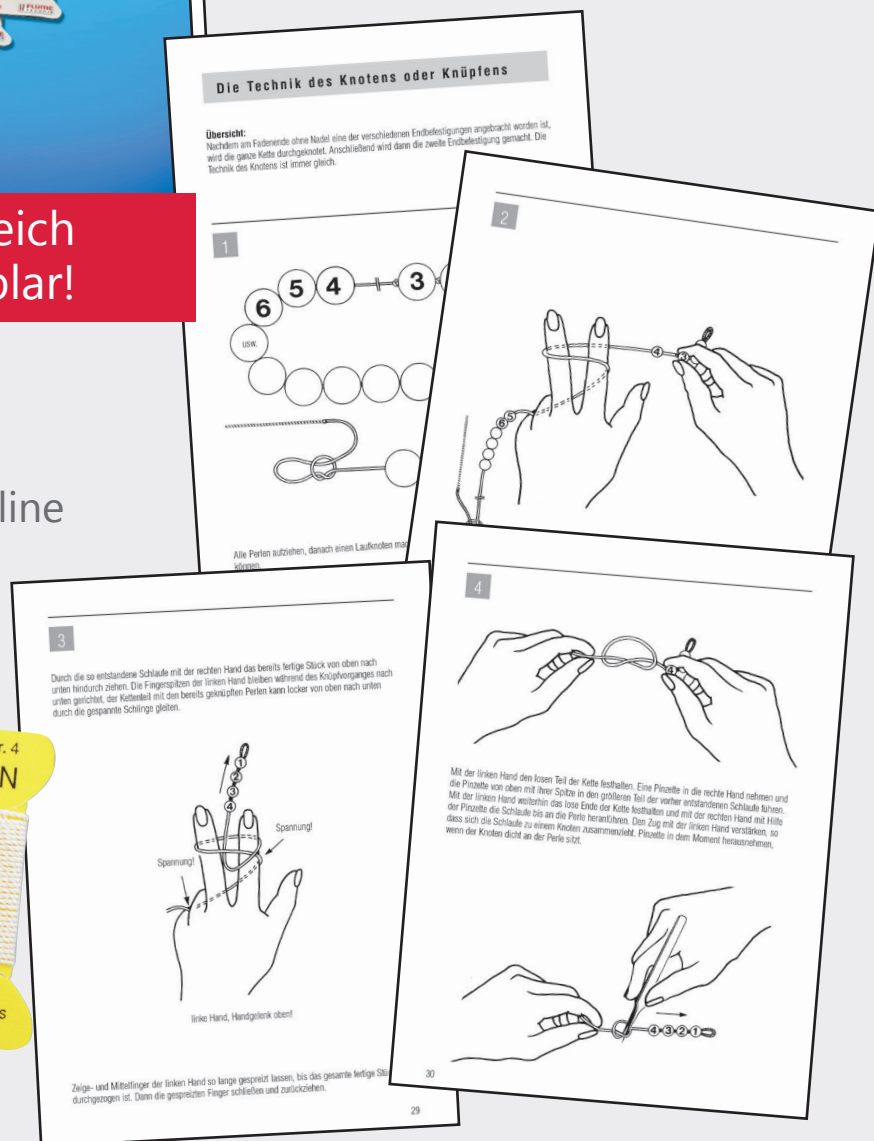 FLUME
eich
plar!
line
r. 4
N
s
Die Technik des Knotens oder Knüpfens
Übersicht:
Nachdem am Fadenende ohne Nadel eine der verschiedenen Endbefestigungen angebracht worden ist,
wird die ganze Kette durchgeknotet. Anschließend wird dann die zweite Endbefestigung gemacht. Die
Technik des Knotens ist immer gleich.
1
6 5 4 3
usw.
Alle Perlen aufziehen, danach einen Laufknoten mac
können.
2
4 3
6 5
3
Durch die so entstandene Schlaufe mit der rechten Hand das bereits fertige Stück von oben nach
unten hindurch ziehen. Die Fingerspitzen der linken Hand bleiben während des Knüpfvorganges nach
unten gerichtet, der Kettenteil mit den bereits geknüpften Perlen kann locker von oben nach unten
durch die gespannte Schlinge gleiten.
1
2
3
4
Spannung!
Spannung!
linke Hand, Handgelenk oben!
Zeige- und Mittelfinger der linken Hand so lange gespreizt lassen, bis das gesamte fertige Stü
durchgezogen ist. Dann die gespreizten Finger schließen und zurückziehen.
29
4
4
Mit der linken Hand den losen Teil der Kette festhalten. Eine Pinzette in die rechte Hand nehmen und
die Pinzette von oben mit ihrer Spitze in den größeren Teil der vorher entstandenen Schlaufe führen.
Mit der linken Hand weiterhin das lose Ende der Kette festhalten und mit der rechten Hand mit Hilfe
der Pinzette die Schlaufe bis an die Perle heranführen. Den Zug mit der linken Hand verstärken, so
dass sich die Schlaufe zu einem Knoten zusammenzieht. Pinzette in dem Moment herausnehmen,
wenn der Knoten dicht an der Perle sitzt.
4 3 2 1
30